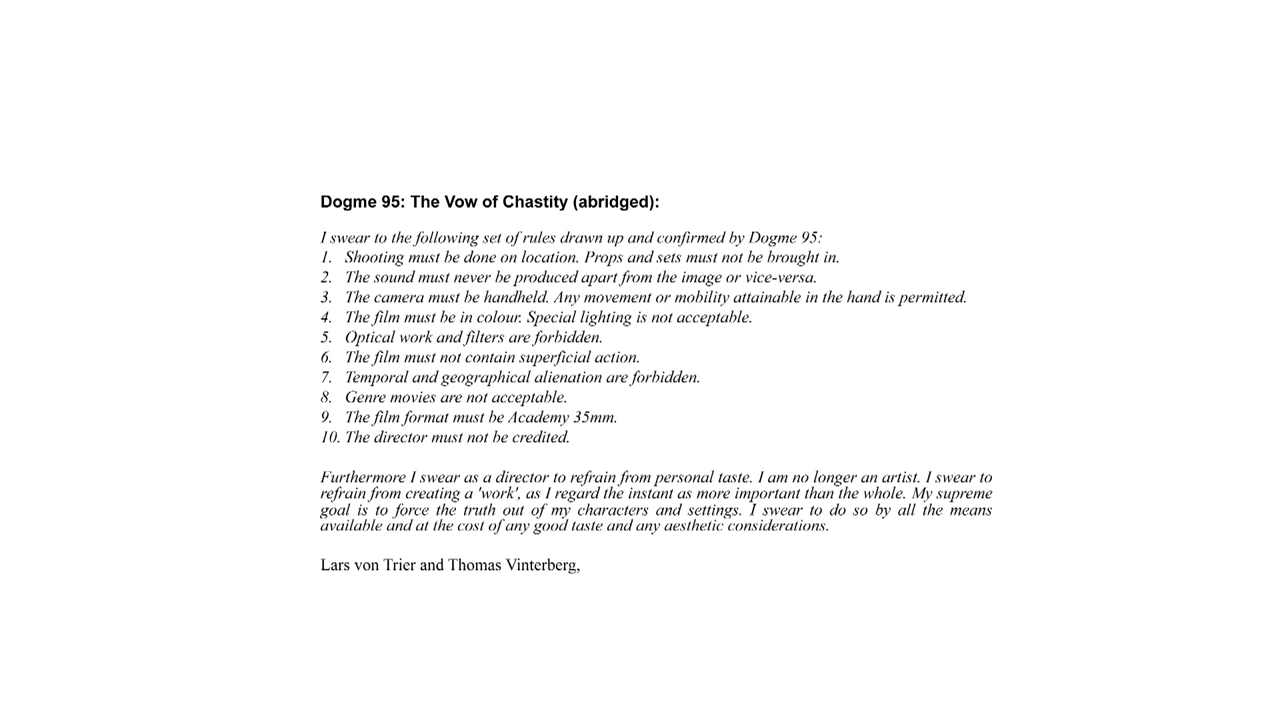 Dogme 95: The Vow of Chastity (abridged):
I swear to the following set of rules drawn up and confirmed by Dogme 95:
1. Shooting must be done on location. Props and sets must not be brought in.
2. The sound must never be produced apart from the image or vice-versa.
3. The camera must be handheld. Any movement or mobility attainable in the hand is permitted.
4. The film must be in colour. Special lighting is not acceptable.
5. Optical work and filters are forbidden.
6. The film must not contain superficial action.
7. Temporal and geographical alienation are forbidden.
8. Genre movies are not acceptable.
9. The film format must be Academy 35mm.
10. The director must not be credited.
Furthermore I swear as a director to refrain from personal taste. I am no longer an artist. I swear to
refrain from creating a 'work', as I regard the instant as more important than the whole. My supreme
goal is to force the truth out of my characters and settings. I swear to do so by all the means
available and at the cost of any good taste and any aesthetic considerations.
Lars von Trier and Thomas Vinterberg,